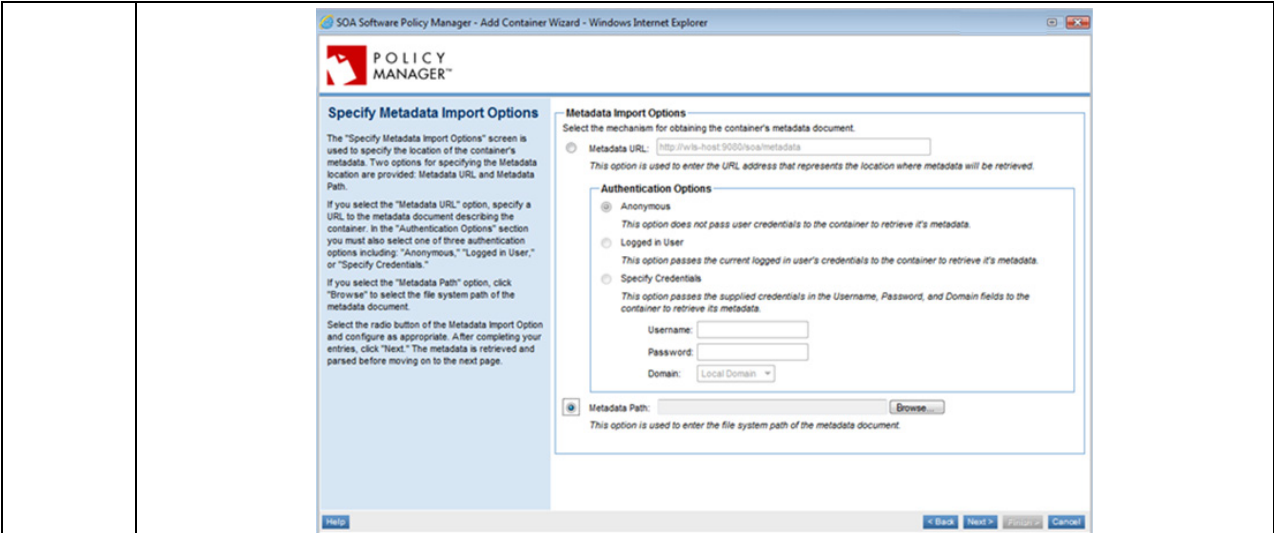 SOA Software Policy Manager - Add Container Wizard - Windows Internet Explorer
POLICY
MANAGER™
Specify Metadata Import Options
The "Specify Metadata Import Options" screen is
used to specify the location of the container's
metadata. Two options for specifying the Metadata
location are provided: Metadata URL and Metadata
Path.
If you select the "Metadata URL" option, specify a
URL to the metadata document describing the
container. In the "Authentication Options" section
you must also select one of three authentication
options including: "Anonymous," "Logged in User,"
or "Specify Credentials."
If you select the "Metadata Path" option, click
"Browse" to select the file system path of the
metadata document.
Select the radio button of the Metadata Import Option
and configure as appropriate. After completing your
entries, click "Next." The metadata is retrieved and
parsed before moving on to the next page.
Metadata Import Options
Select the mechanism for obtaining the container's metadata document.
Metadata URL: http://wls-host:9080/sos/metadata
This option is used to enter the URL address that represents the location where metadata will be retrieved.
Authentication Options
Anonymous
This option does not pass user credentials to the container to retrieve it's metadata.
Logged in User
This option passes the current logged in user's credentials to the container to retrieve it's metadata.
Specify Credentials
This option passes the supplied credentials in the Username, Password, and Domain fields to the
container to retrieve its metadata.
Username:
Password:
Domain: Local Domain
Metadata Path: Browse...
This option is used to enter the file system path of the metadata document.
Help < Back Next > Finish > Cancel